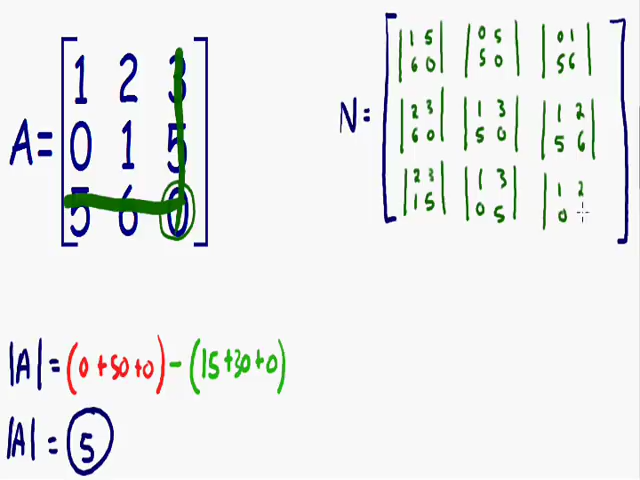 A= [1 2 3
0 1 5
5 6 0]
N= [|1 5 |0 5 |0 1
6 0| 5 0| 5 6|
|2 3 |1 3 |1 2
6 0| 5 0| 5 6|
|2 3 |1 3 |1 2
1 5| 0 5| 0]
|A| = (0+50+0) - (15+30+0)
|A| = 5